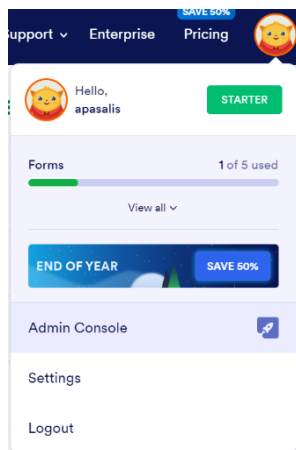 SAVE 50%
Support Enterprise Pricing
Hello,
apasalis
STARTER
Forms 1 of 5 used
View all
END OF YEAR SAVE 50%
Admin Console
Settings
Logout